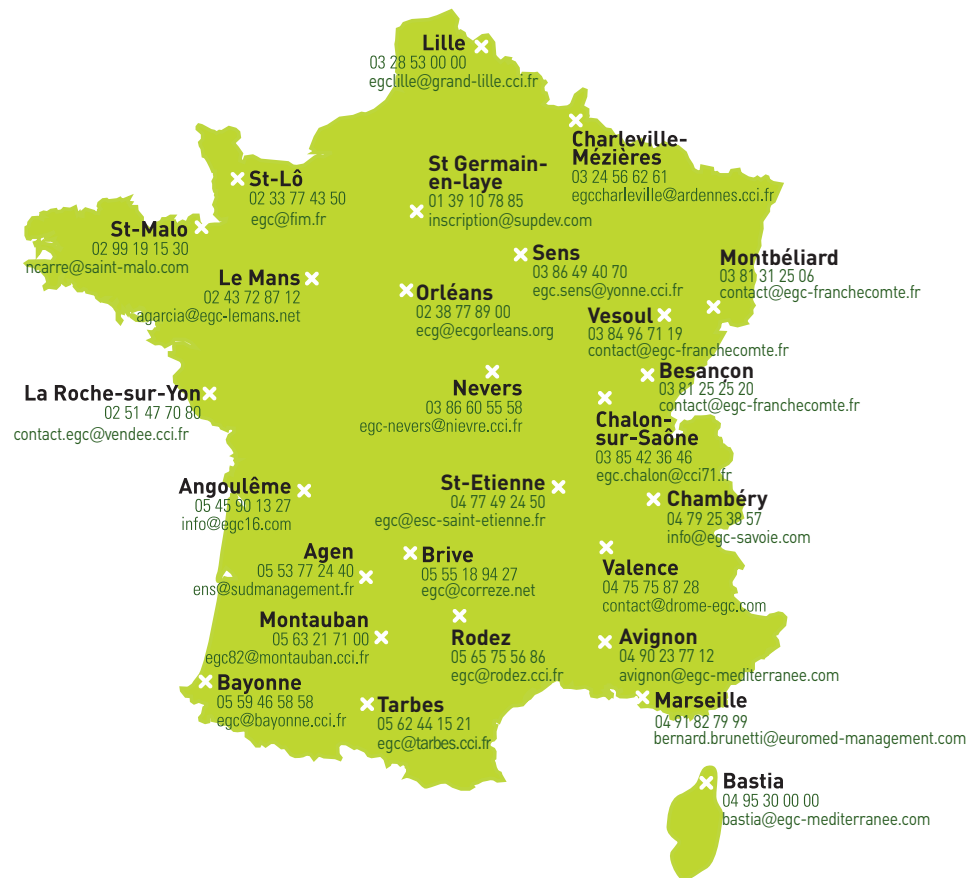 Lille
03 28 53 00 00
egclille@grand-lille.cci.fr
Charleville-
Mézières
03 24 56 62 61
egccharleville@ardennes.cci.fr
St Germain-
en-laye
01 39 10 78 85
inscription@supdev.com
St-Lô
02 33 77 43 50
egc@fim.fr
St-Malo
02 99 19 15 30
ncarre@saint-malo.com
Sens
03 86 49 40 70
egc.sens@yonne.cci.fr
Montbéliard
03 81 31 25 06
contact@egc-franchecomte.fr
Le Mans
02 43 72 87 12
agarcia@egc-lemans.net
Orléans
02 38 77 89 00
ecg@ecgorleans.org
Vesoul
03 84 96 71 19
contact@egc-franchecomte.fr
Besançon
03 81 25 25 20
contact@egc-franchecomte.fr
Nevers
03 86 60 55 58
egc-nevers@nievre.cci.fr
La Roche-sur-Yon
02 51 47 70 80
contact.egc@vendee.cci.fr
Chalon-
sur-Saône
03 85 42 36 46
egc.chalon@cci71.fr
Angoulême
05 45 90 13 27
info@egc16.com
St-Etienne
04 77 49 24 50
egc@esc-saint-etienne.fr
Chambéry
04 79 25 38 57
info@egc-savoie.com
Agen
05 53 77 24 40
ens@sudmanagement.fr
Brive
05 55 18 94 27
egc@correze.net
Valence
04 75 75 87 28
contact@drome-egc.com
Montauban
05 63 21 71 00
egc82@montauban.cci.fr
Rodez
05 65 75 56 86
egc@rodez.cci.fr
Avignon
04 90 23 77 12
avignon@egc-mediterranee.com
Bayonne
05 59 46 58 58
egc@bayonne.cci.fr
Tarbes
05 62 44 15 21
egc@tarbes.cci.fr
Marseille
04 91 82 79 99
bernard.brunetti@euromed-management.com
Bastia
04 95 30 00 00
bastia@egc-mediterranee.com